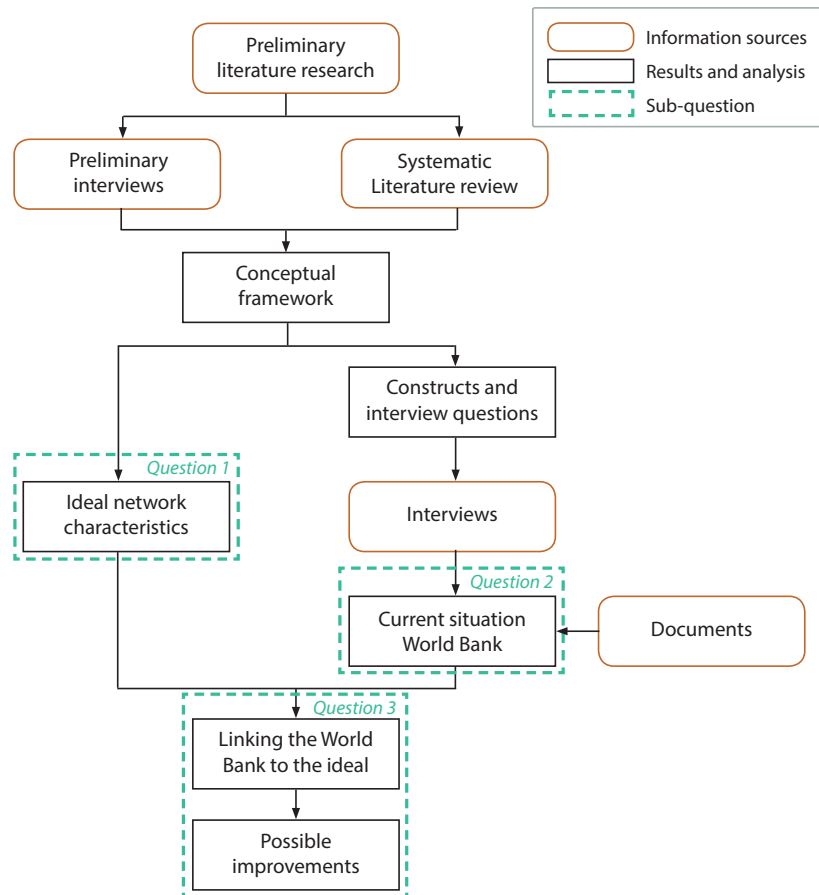 Preliminary
literature research
Information sources
Results and analysis
Sub-question
Preliminary
interviews
Systematic
Literature review
Conceptual
framework
Constructs and
interview questions
Question 1
Ideal network
characteristics
Interviews
Question 2
Current situation
World Bank
Documents
Question 3
Linking the World
Bank to the ideal
Possible
improvements